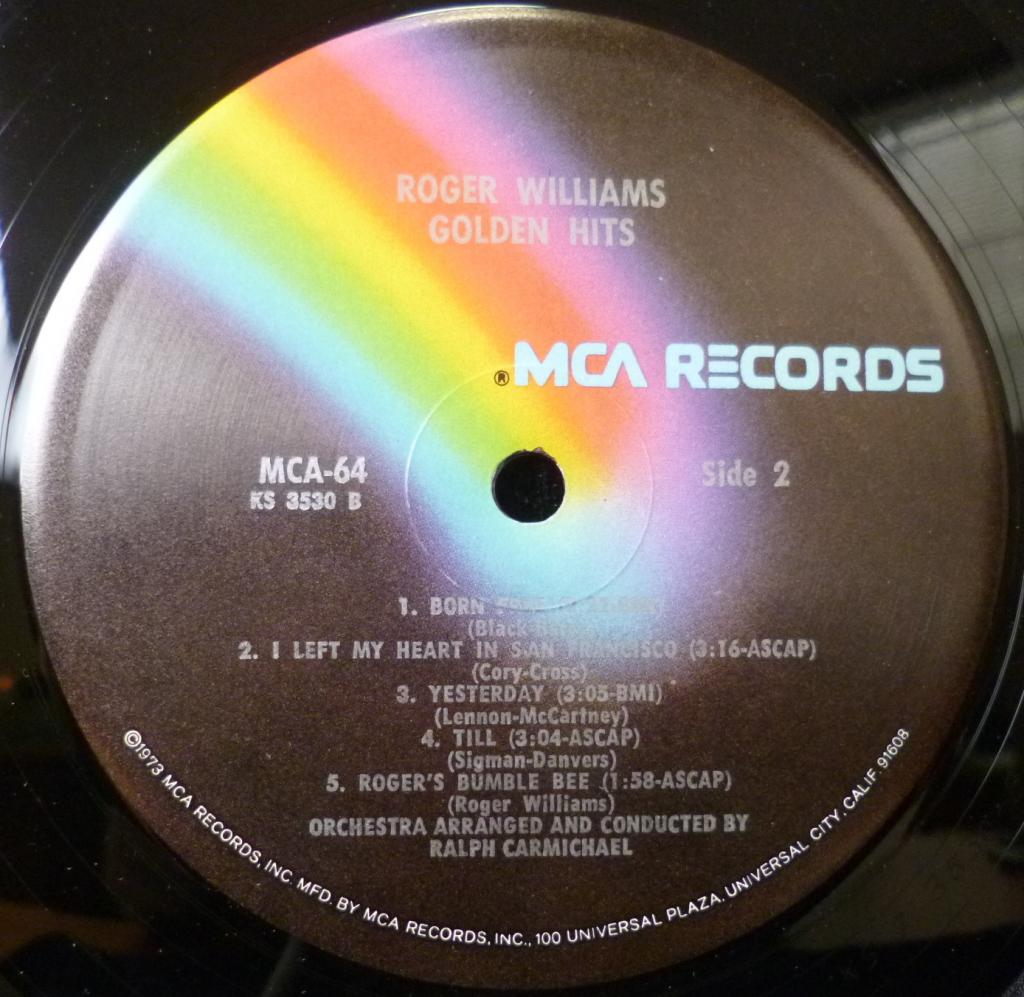 ROGER WILLIAMS
GOLDEN HITS
® MCA RECORDS
MCA-64
KS 3530 B
Side 2
1. BORN
(Black
2. I LEFT MY HEART IN SAN FRANCISCO (3:16-ASCAP)
(Cory-Cross)
3. YESTERDAY (3:05-BMI)
(Lennon-McCartney)
4. TILL (3:04-ASCAP)
(Sigman-Danvers)
5. ROGER'S BUMBLE BEE (1:58-ASCAP)
(Roger Williams)
ORCHESTRA ARRANGED AND CONDUCTED BY
RALPH CARMICHAEL
©1973 MCA RECORDS, INC. MFD. BY MCA RECORDS, INC., 100 UNIVERSAL PLAZA, UNIVERSAL CITY, CALIF. 91608